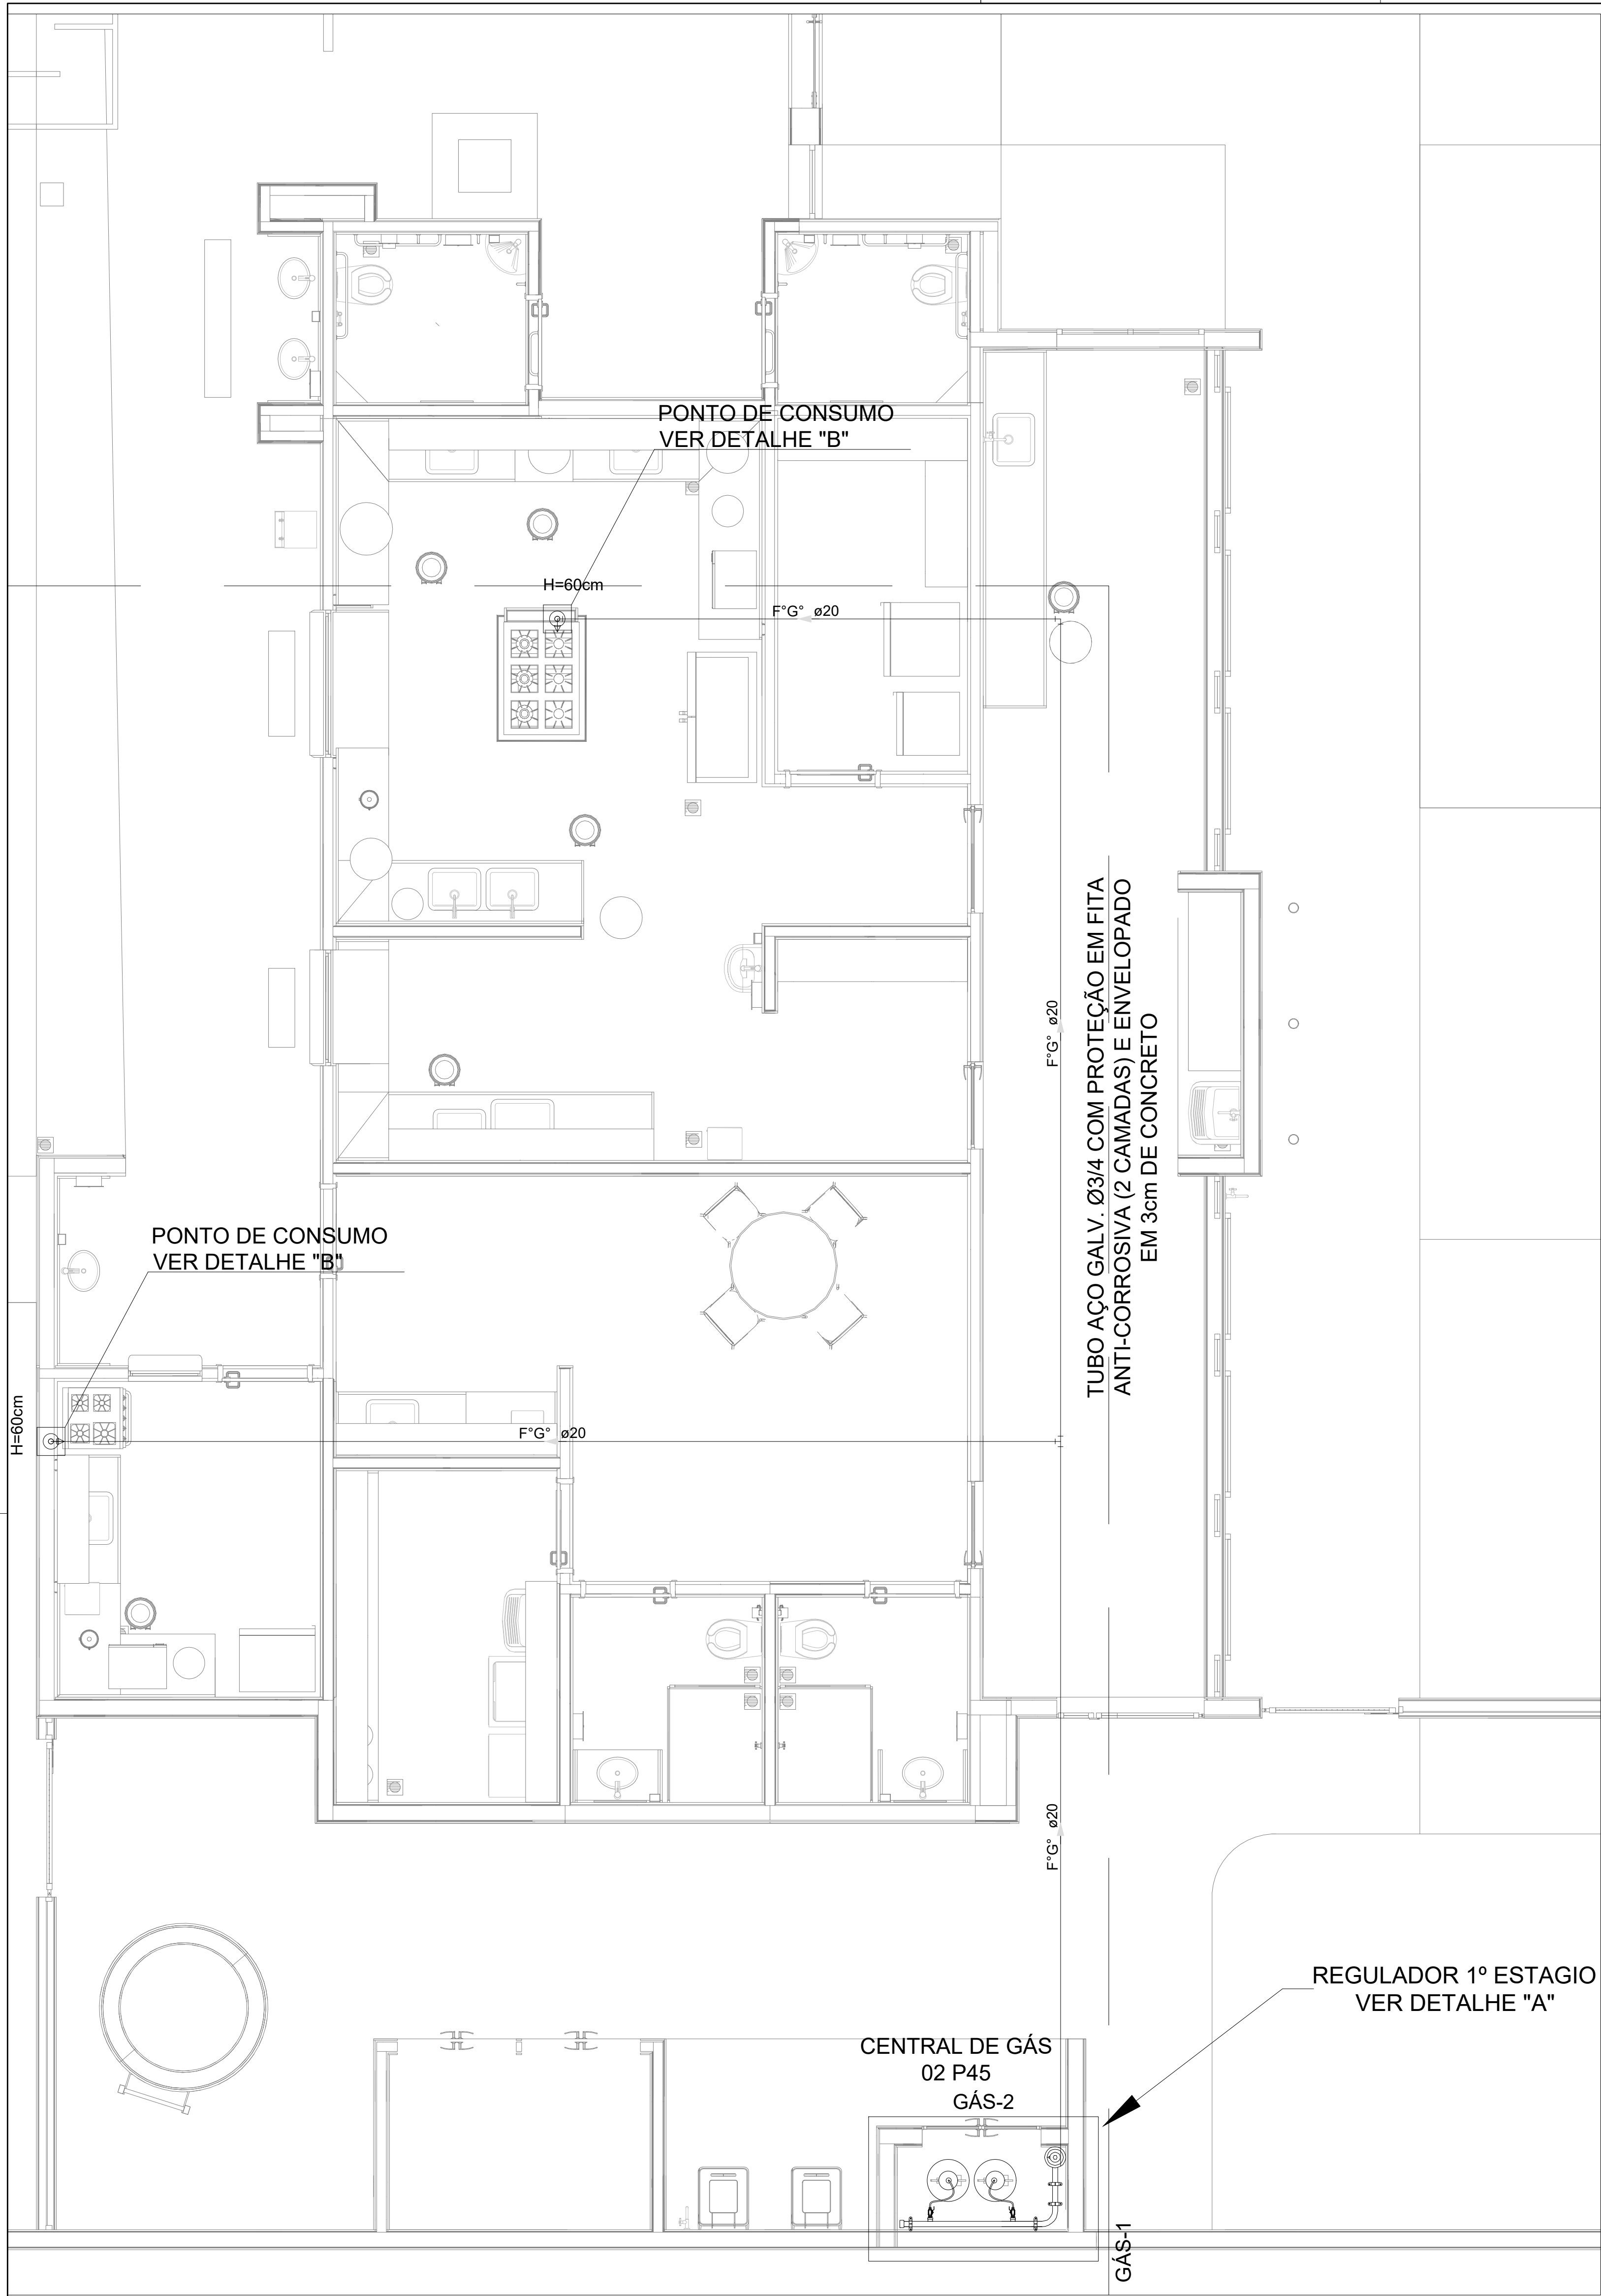 PONTO DE CONSUMO
VER DETALHE "B"
H=60cm
F°G° ø20
F°G° ø20
TUBO AÇO GALV. Ø3/4 COM PROTEÇÃO EM FITA
ANTI-CORROSIVA (2 CAMADAS) E ENVELOPADO
EM 3cm DE CONCRETO
PONTO DE CONSUMO
VER DETALHE "B"
H=60cm
F°G° ø20
F°G° ø20
REGULADOR 1º ESTAGIO
VER DETALHE "A"
CENTRAL DE GÁS
02 P45
GÁS-2
GÁS-1